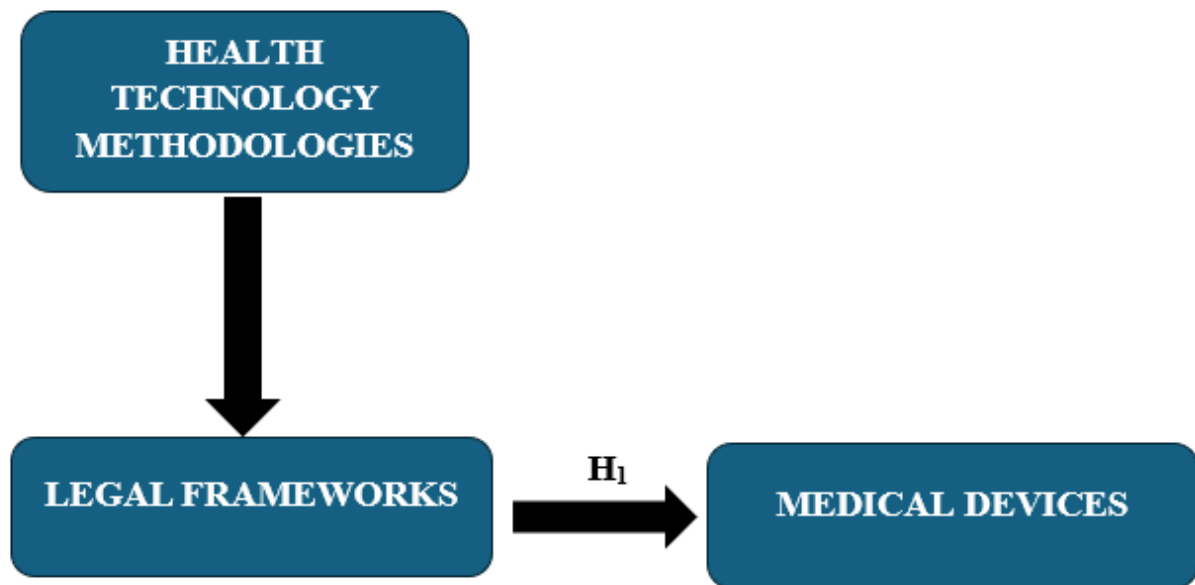 HEALTH
TECHNOLOGY
METHODOLOGIES
H₁
LEGAL FRAMEWORKS
MEDICAL DEVICES